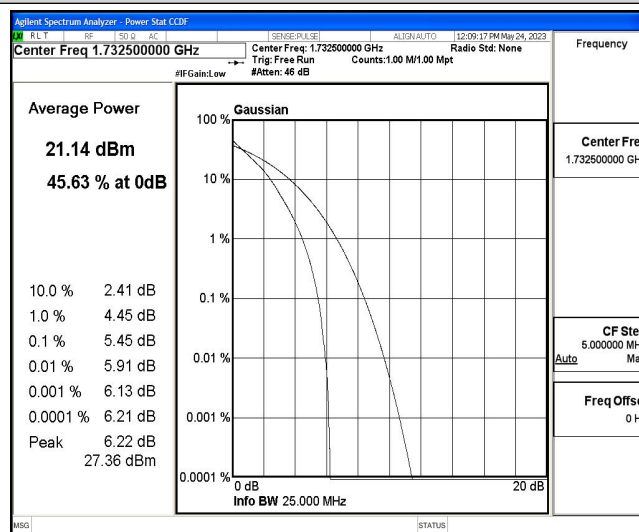 Agilent Spectrum Analyzer - Power Stat CCDF
LXI RL T RF 50 Ω AC SENSE:PULSE ALIGN AUTO 12:09:17 PM May 24, 2023
Center Freq 1.732500000 GHz
Center Freq: 1.732500000 GHz Radio Std: None
Trig: Free Run Counts:1.00 M/1.00 Mpt
#IFGain:Low #Atten: 46 dB
Frequency
Average Power
21.14 dBm
45.63 % at 0dB
10.0 % 2.41 dB
1.0 % 4.45 dB
0.1 % 5.45 dB
0.01 % 5.91 dB
0.001 % 6.13 dB
0.0001 % 6.21 dB
Peak 6.22 dB
27.36 dBm
Gaussian
100 %
10 %
1 %
0.1 %
0.01 %
0.001 %
0.0001 %
0 dB 20 dB
Info BW 25.000 MHz
Center Fre
1.732500000 GH
CF Ste
5.000000 MH
Auto Ma
Freq Offse
0 H
MSG STATUS